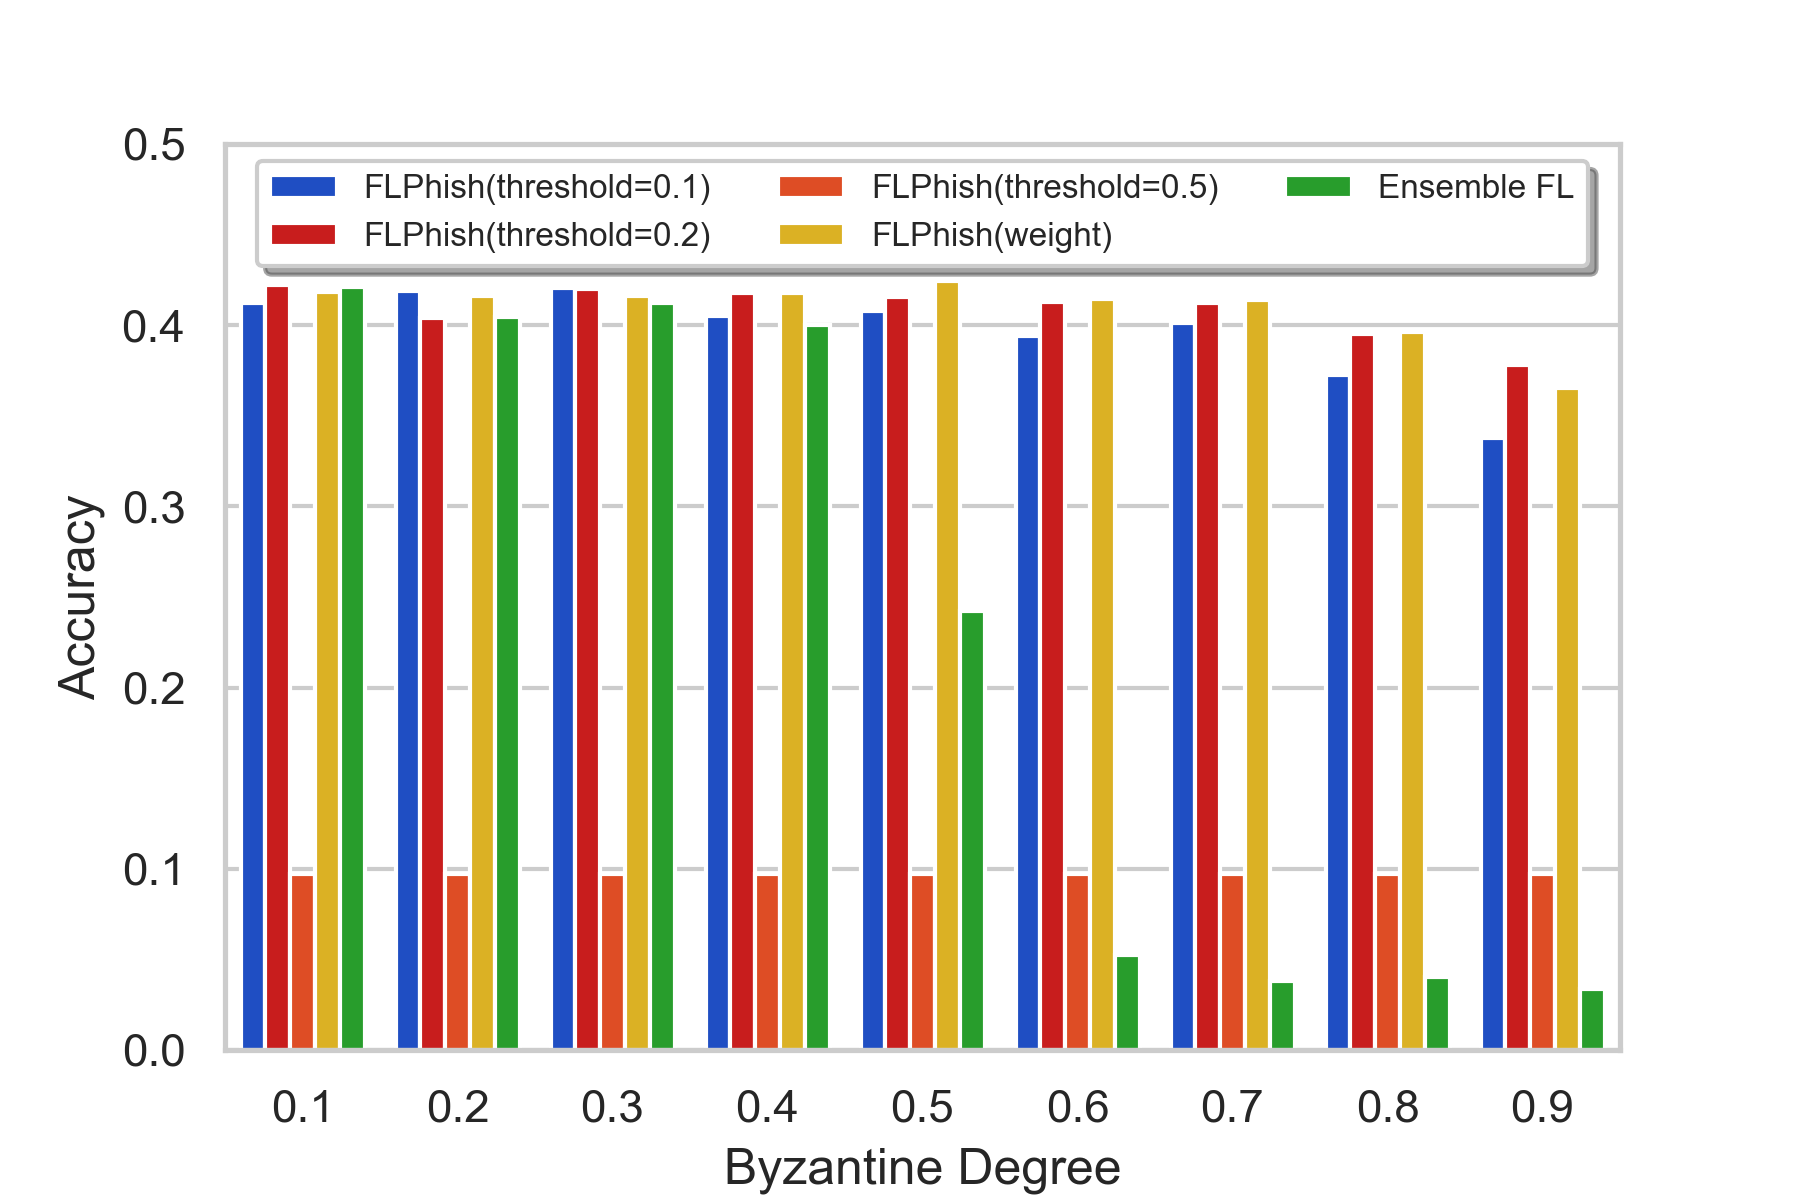 0.5
FLPhish(threshold=0.1)
FLPhish(threshold=0.5)
Ensemble FL
FLPhish(threshold=0.2)
FLPhish(weight)
0.4
0.3
0.2
0.1
0.0
Accuracy
0.1 0.2 0.3 0.4 0.5 0.6 0.7 0.8 0.9
Byzantine Degree